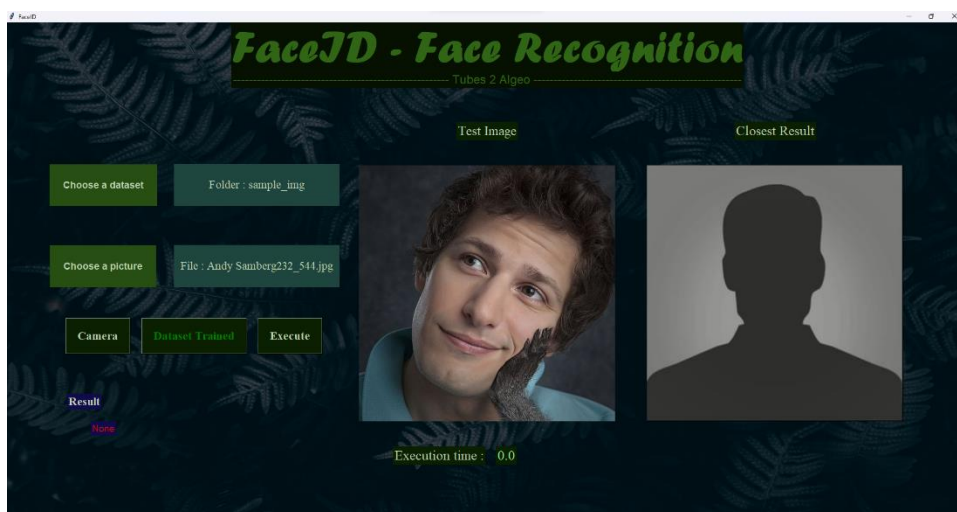 FaceID
FaceID - Face Recognition
Tubes 2 Algeo
Test Image
Closest Result
Choose a dataset
Folder : sample_img
Choose a picture
File : Andy Samberg232_544.jpg
Camera
Dataset Trained
Execute
Result
None
Execution time : 0.0